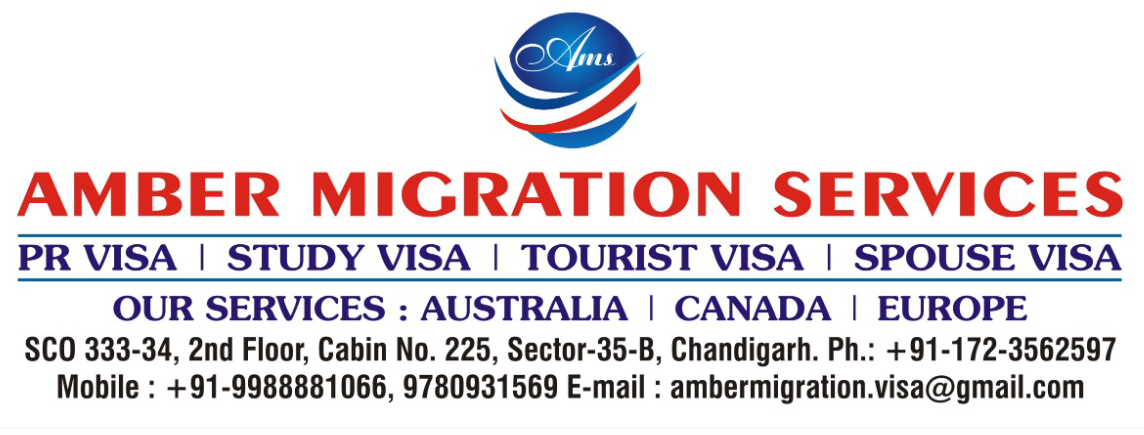 Ams
AMBER MIGRATION SERVICES
PR VISA | STUDY VISA | TOURIST VISA | SPOUSE VISA
OUR SERVICES : AUSTRALIA | CANADA | EUROPE
SCO 333-34, 2nd Floor, Cabin No. 225, Sector-35-B, Chandigarh. Ph.: +91-172-3562597
Mobile : +91-9988881066, 9780931569 E-mail : ambermigration.visa@gmail.com